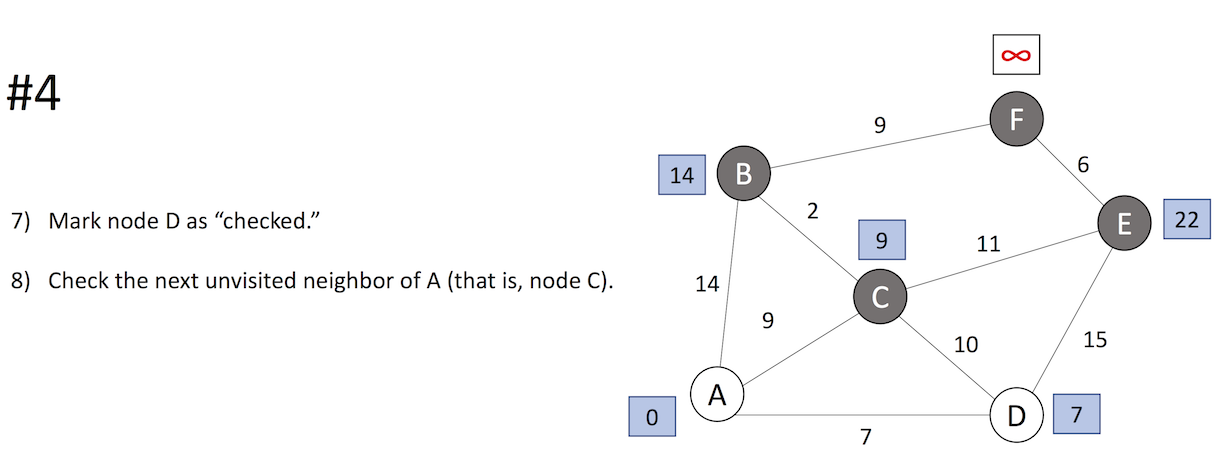 #4
7) Mark node D as “checked.”
8) Check the next unvisited neighbor of A (that is, node C).
∞
F
9
6
14
B
2
E
22
9
11
14
C
9
10
15
A
0
D
7
7